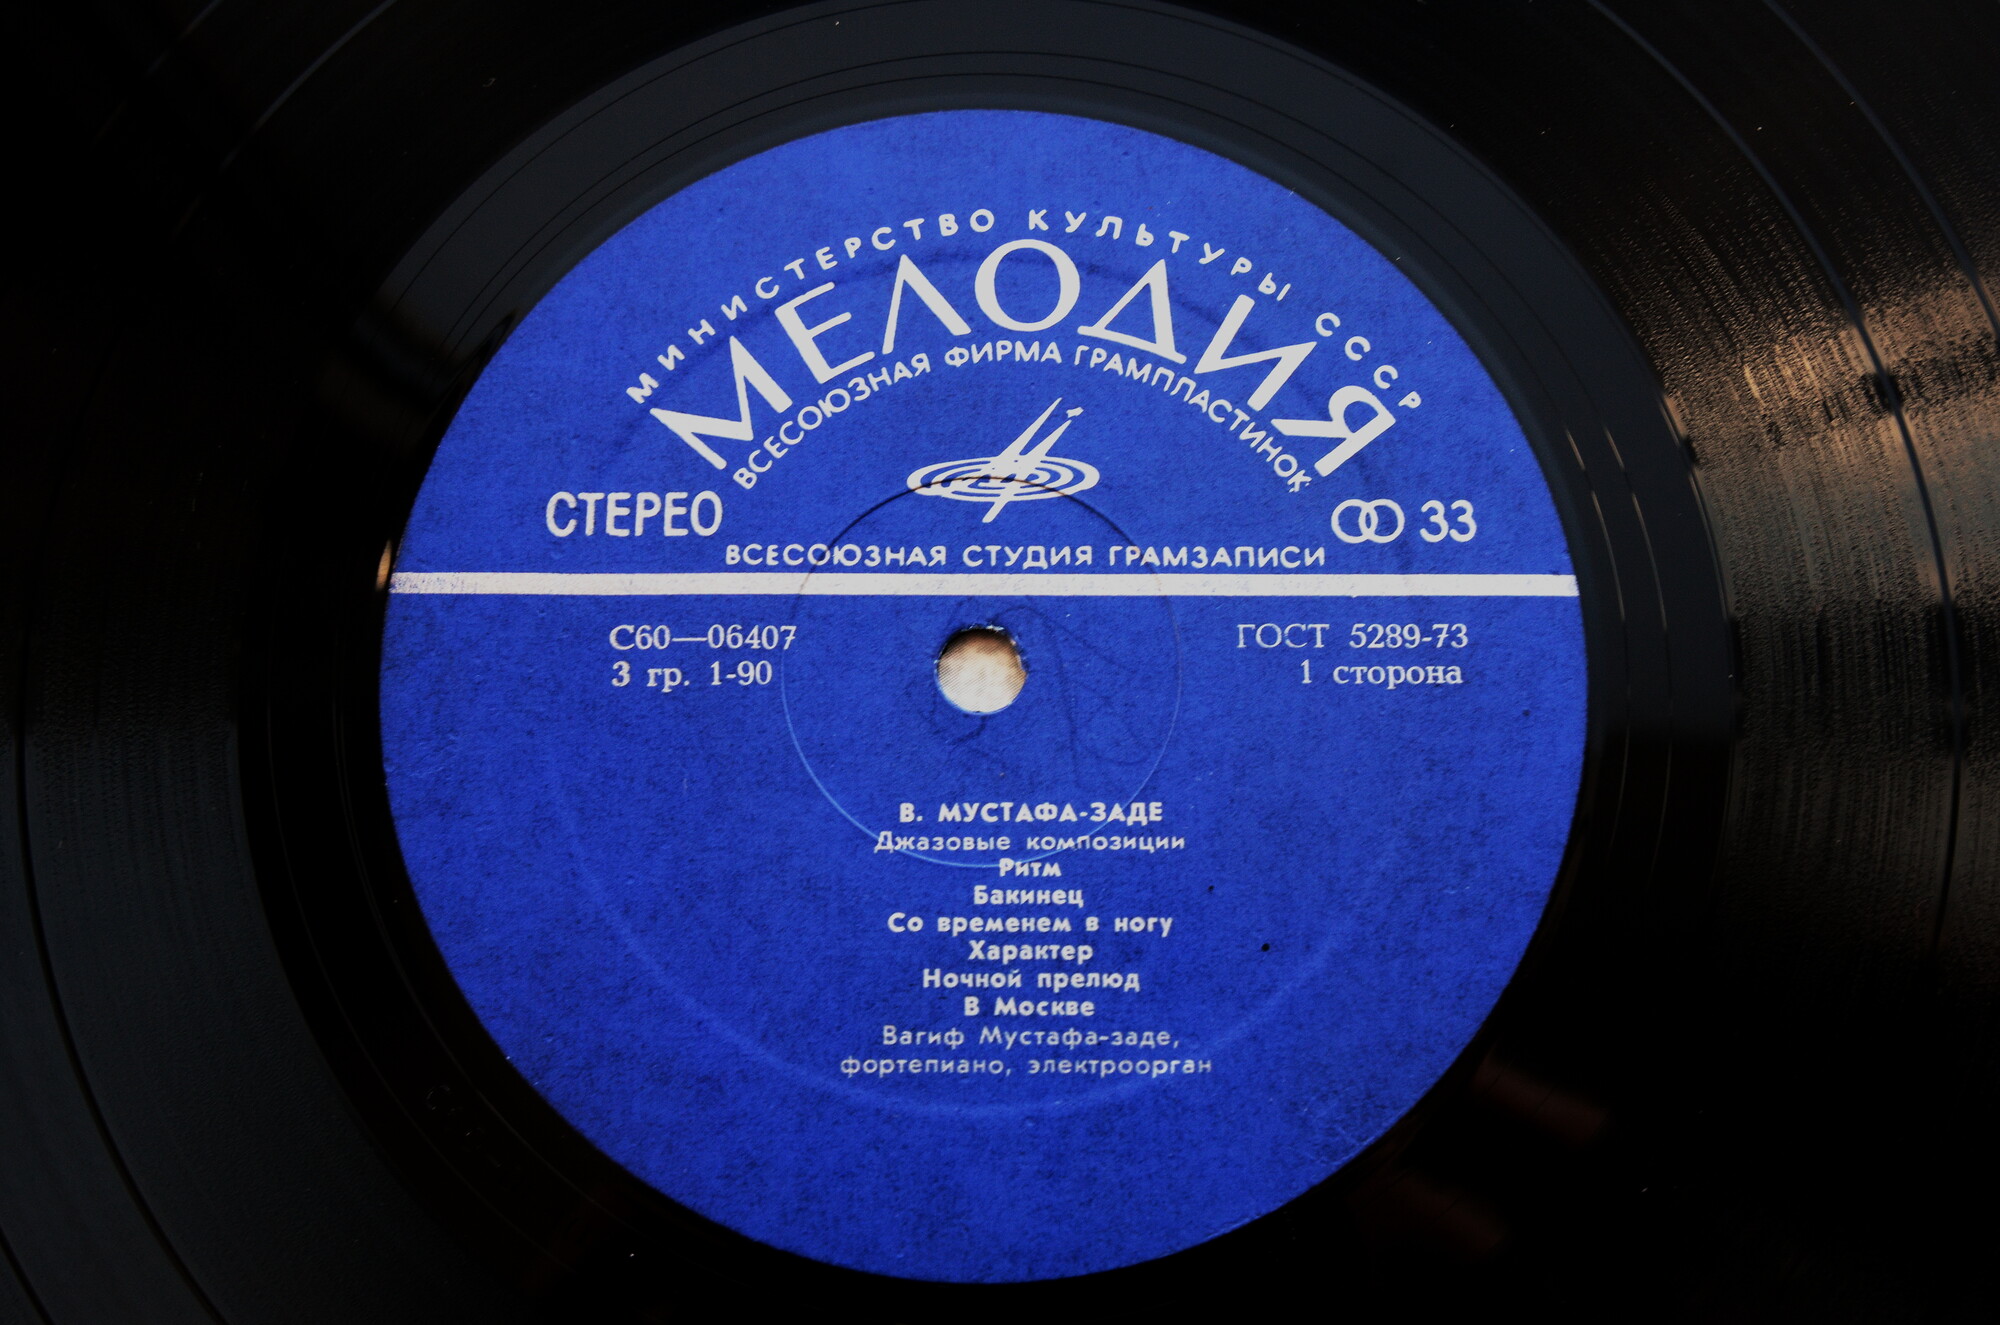 МИНИСТЕРСТВО КУЛЬТУРЫ СССР
МЕЛОДИЯ
ВСЕСОЮЗНАЯ ФИРМА ГРАМПЛАСТИНОК
СТЕРЕО
33
ВСЕСОЮЗНАЯ СТУДИЯ ГРАМЗАПИСИ
С60—06407
ГОСТ 5289-73
3 гр. 1-90
1 сторона
В. МУСТАФА-ЗАДЕ
Джазовые композиции
Ритм
Бакинец
Со временем в ногу
Характер
Ночной прелюд
В Москве
Вагиф Мустафа-заде,
фортепиано, электроорган